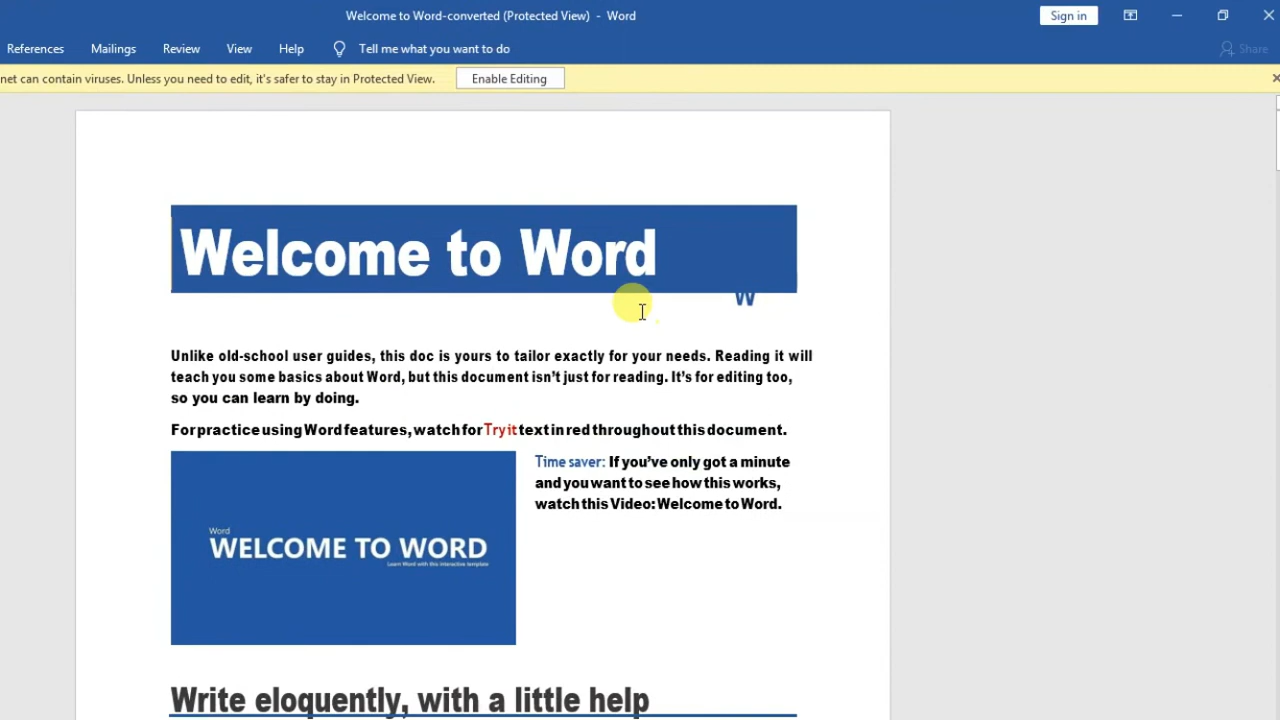 Welcome to Word-converted (Protected View) - Word
Sign in
References Mailings Review View Help Tell me what you want to do Share
net can contain viruses. Unless you need to edit, it's safer to stay in Protected View. Enable Editing
Welcome to Word
W
Unlike old-school user guides, this doc is yours to tailor exactly for your needs. Reading it will
teach you some basics about Word, but this document isn’t just for reading. It’s for editing too,
so you can learn by doing.
For practice using Word features, watch for Try it text in red throughout this document.
Time saver: If you’ve only got a minute
and you want to see how this works,
watch this Video: Welcome to Word.
Word
WELCOME TO WORD
Learn Word with this interactive template
Write eloquently, with a little help